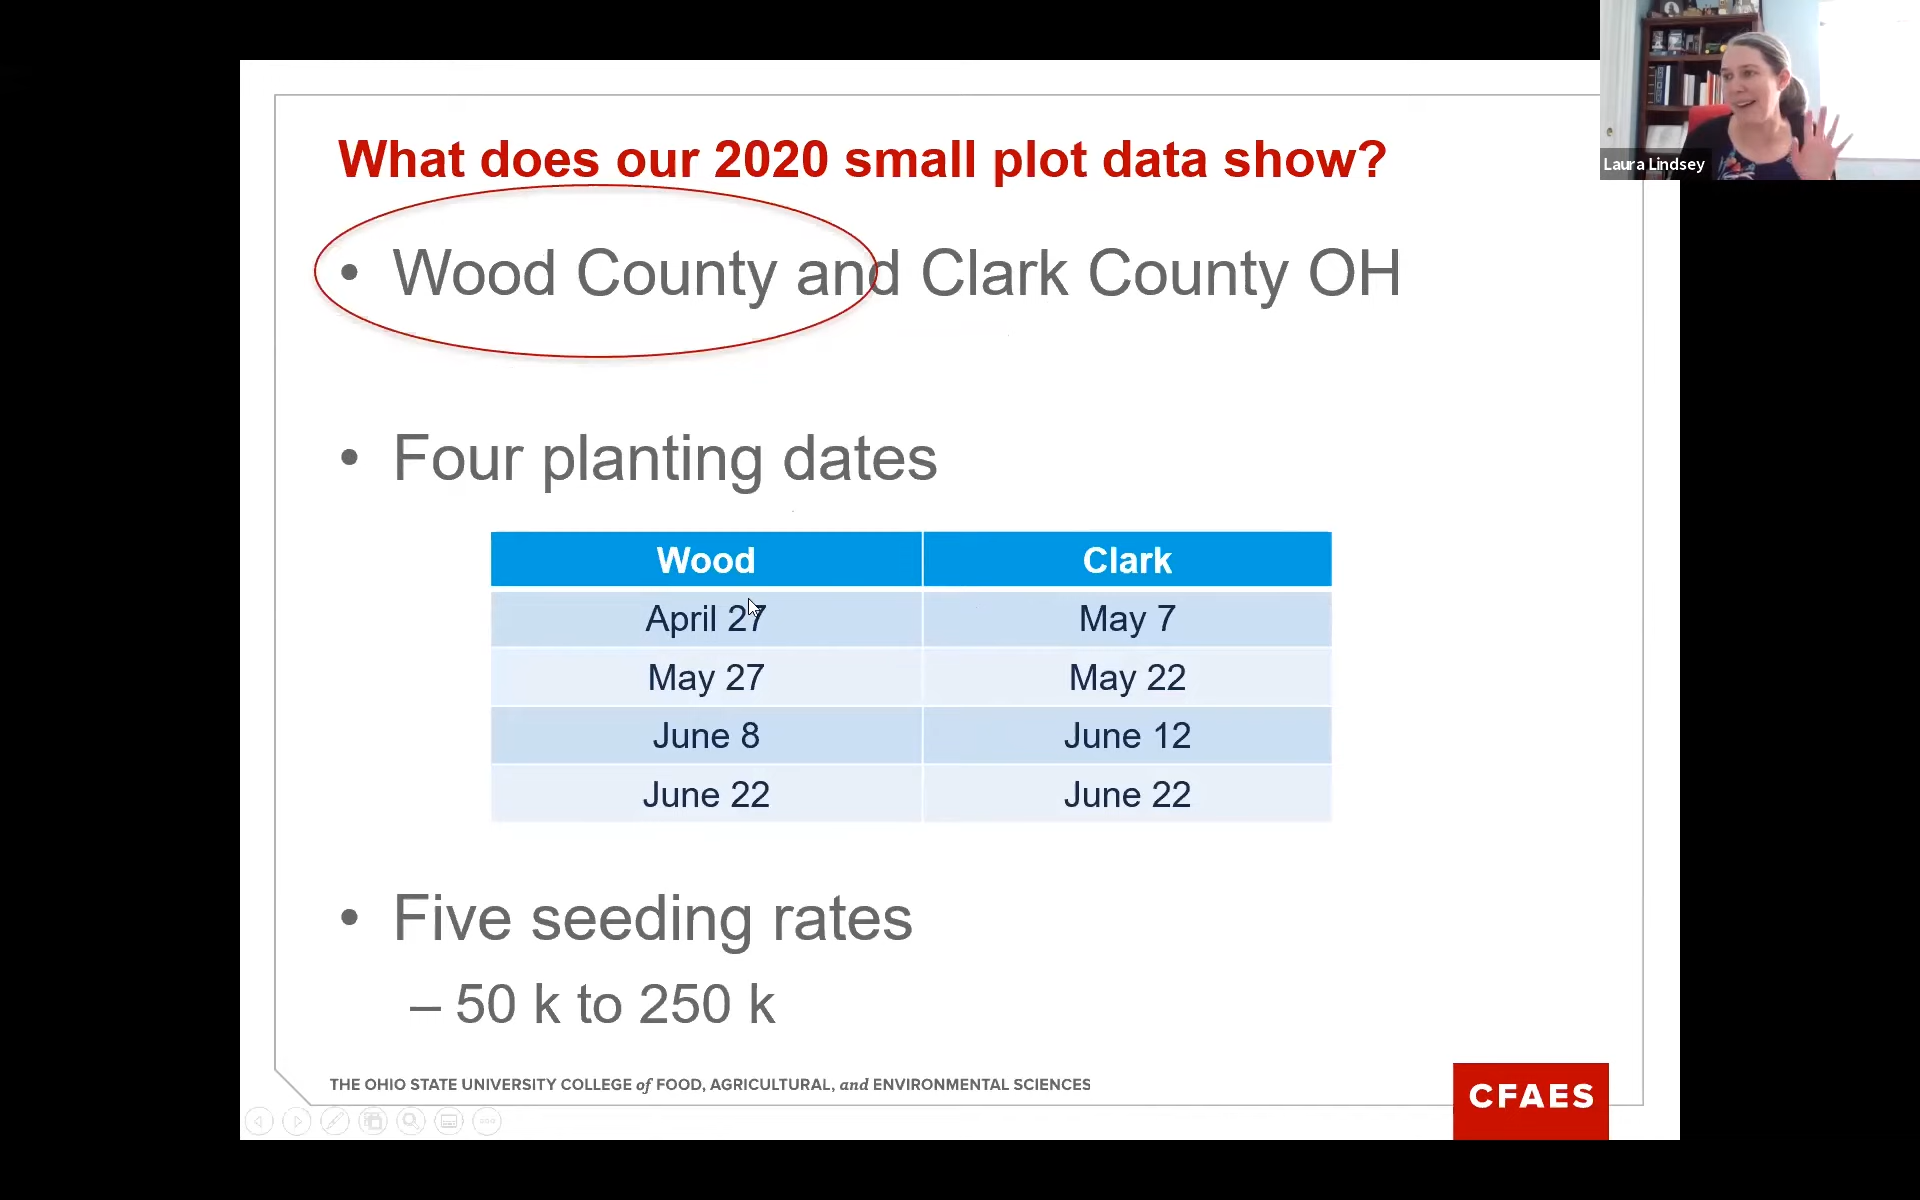 What does our 2020 small plot data show?
Laura Lindsey
• Wood County and Clark County OH
• Four planting dates
Wood Clark
April 27 May 7
May 27 May 22
June 8 June 12
June 22 June 22
• Five seeding rates
– 50 k to 250 k
THE OHIO STATE UNIVERSITY COLLEGE of FOOD, AGRICULTURAL, and ENVIRONMENTAL SCIENCES
CFAES